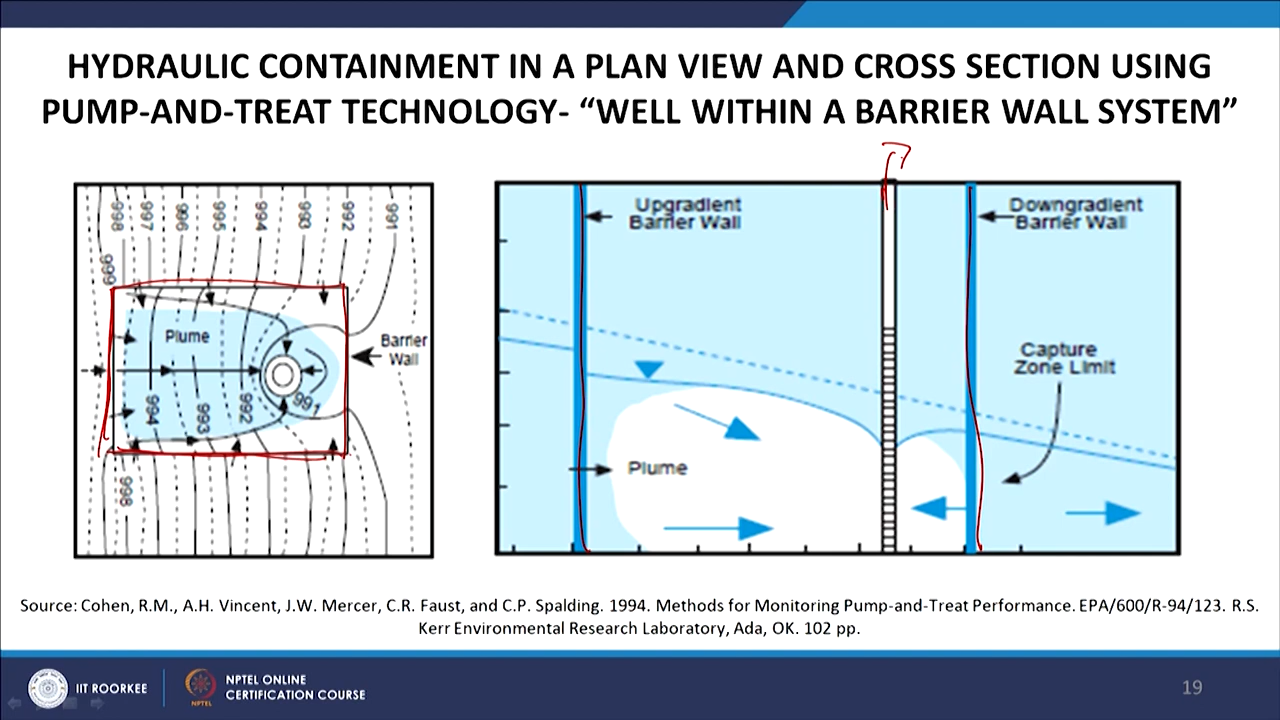 HYDRAULIC CONTAINMENT IN A PLAN VIEW AND CROSS SECTION USING
PUMP-AND-TREAT TECHNOLOGY- “WELL WITHIN A BARRIER WALL SYSTEM”
999
998
997
996
995
994
993
992
991
Plume
Barrier
Wall
994
993
992
991
998
Upgradient
Barrier Wall
Downgradient
Barrier Wall
Capture
Zone Limit
Plume
Source: Cohen, R.M., A.H. Vincent, J.W. Mercer, C.R. Faust, and C.P. Spalding. 1994. Methods for Monitoring Pump-and-Treat Performance. EPA/600/R-94/123. R.S.
Kerr Environmental Research Laboratory, Ada, OK. 102 pp.
IIT ROORKEE
NPTEL
NPTEL ONLINE
CERTIFICATION COURSE
19